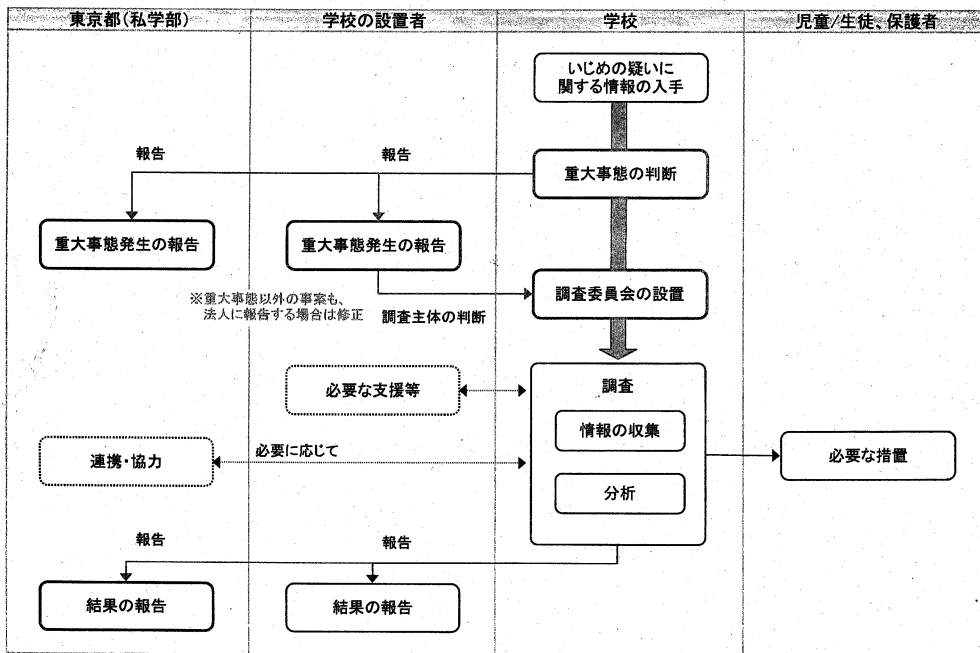 東京都(私学部)
学校の設置者
学校
児童/生徒、保護者
いじめの疑いに
関する情報の入手
報告
報告
重大事態の判断
重大事態発生の報告
重大事態発生の報告
調査委員会の設置
※重大事態以外の事案も、
法人に報告する場合は修正
調査主体の判断
必要な支援等
調査
情報の収集
連携・協力
必要に応じて
必要な措置
分析
報告
報告
結果の報告
結果の報告